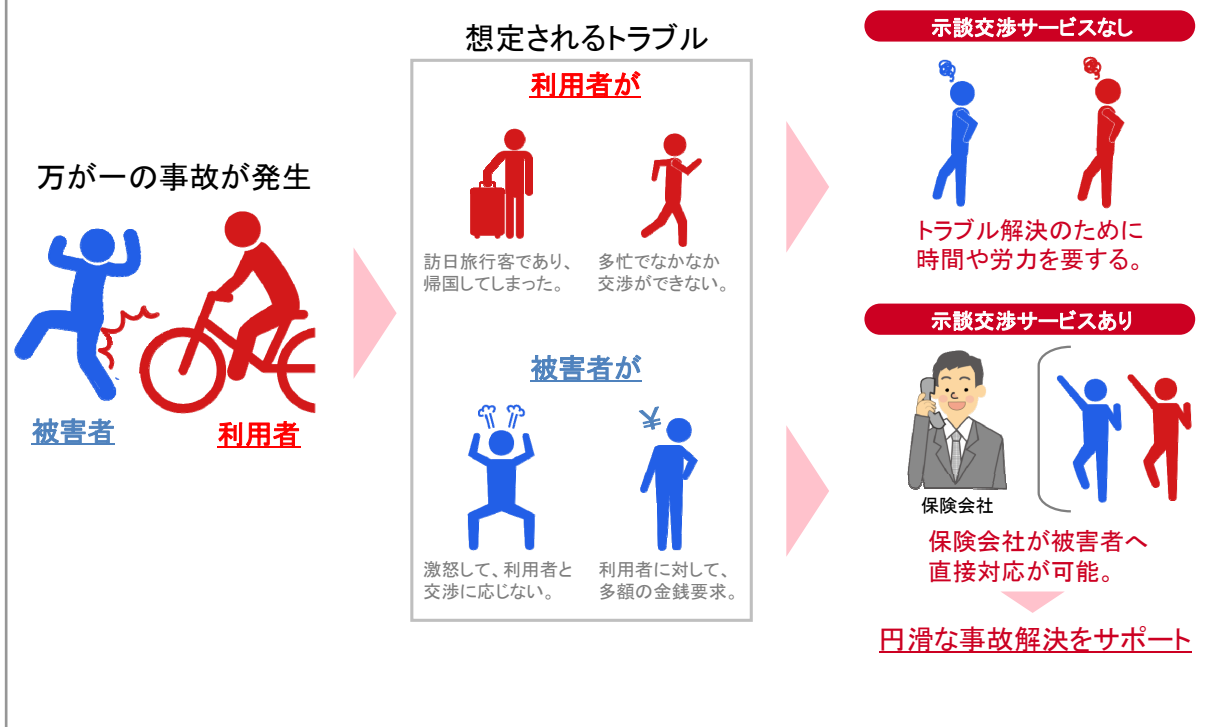 万が一の事故が発生
被害者
利用者
想定されるトラブル
利用者が
訪日旅行客であり、
帰国してしまった。
多忙でなかなか
交渉ができない。
被害者が
¥
激怒して、利用者と
交渉に応じない。
利用者に対して、
多額の金銭要求。
示談交渉サービスなし
トラブル解決のために
時間や労力を要する。
示談交渉サービスあり
保険会社
保険会社が被害者へ
直接対応が可能。
円滑な事故解決をサポート